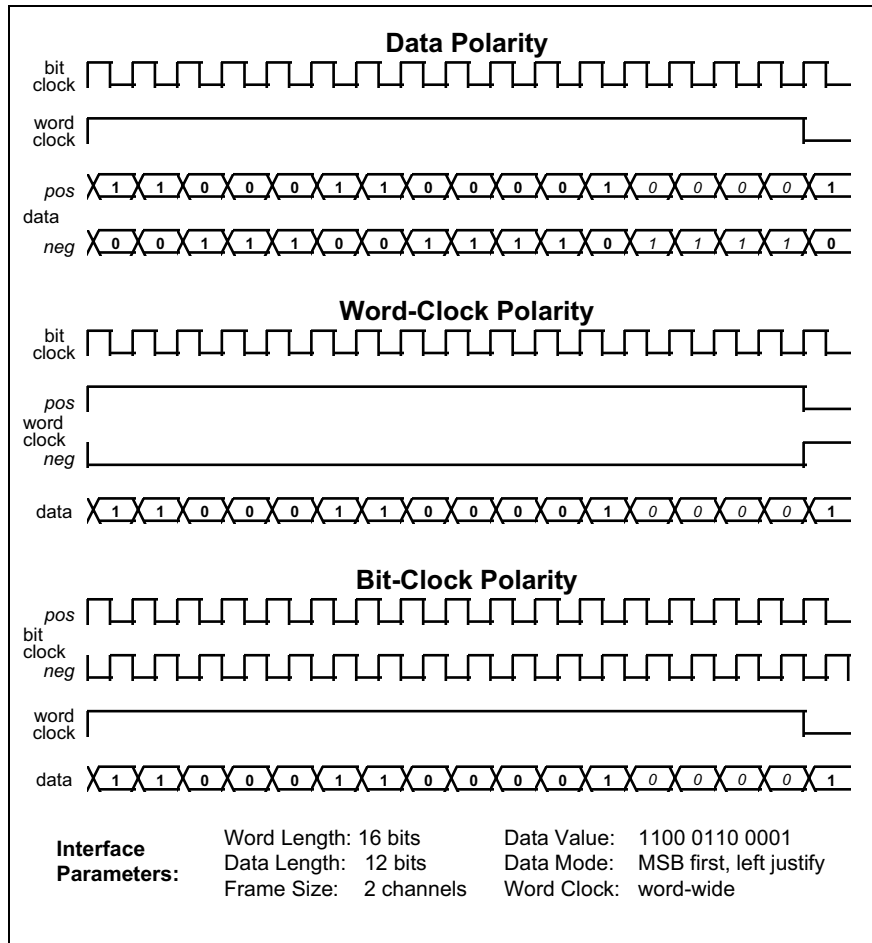 Data Polarity
bit
clock
word
clock
pos 1 1 0 0 0 1 1 0 0 0 0 1 0 0 0 0 1
data
neg 0 0 1 1 1 0 0 1 1 1 1 0 1 1 1 1 0
Word-Clock Polarity
bit
clock
pos
word
clock
neg
data 1 1 0 0 0 1 1 0 0 0 0 1 0 0 0 0 1
Bit-Clock Polarity
pos
bit
clock
neg
word
clock
data 1 1 0 0 0 1 1 0 0 0 0 1 0 0 0 0 1
Interface
Parameters:
Word Length: 16 bits
Data Length: 12 bits
Frame Size: 2 channels
Data Value: 1100 0110 0001
Data Mode: MSB first, left justify
Word Clock: word-wide